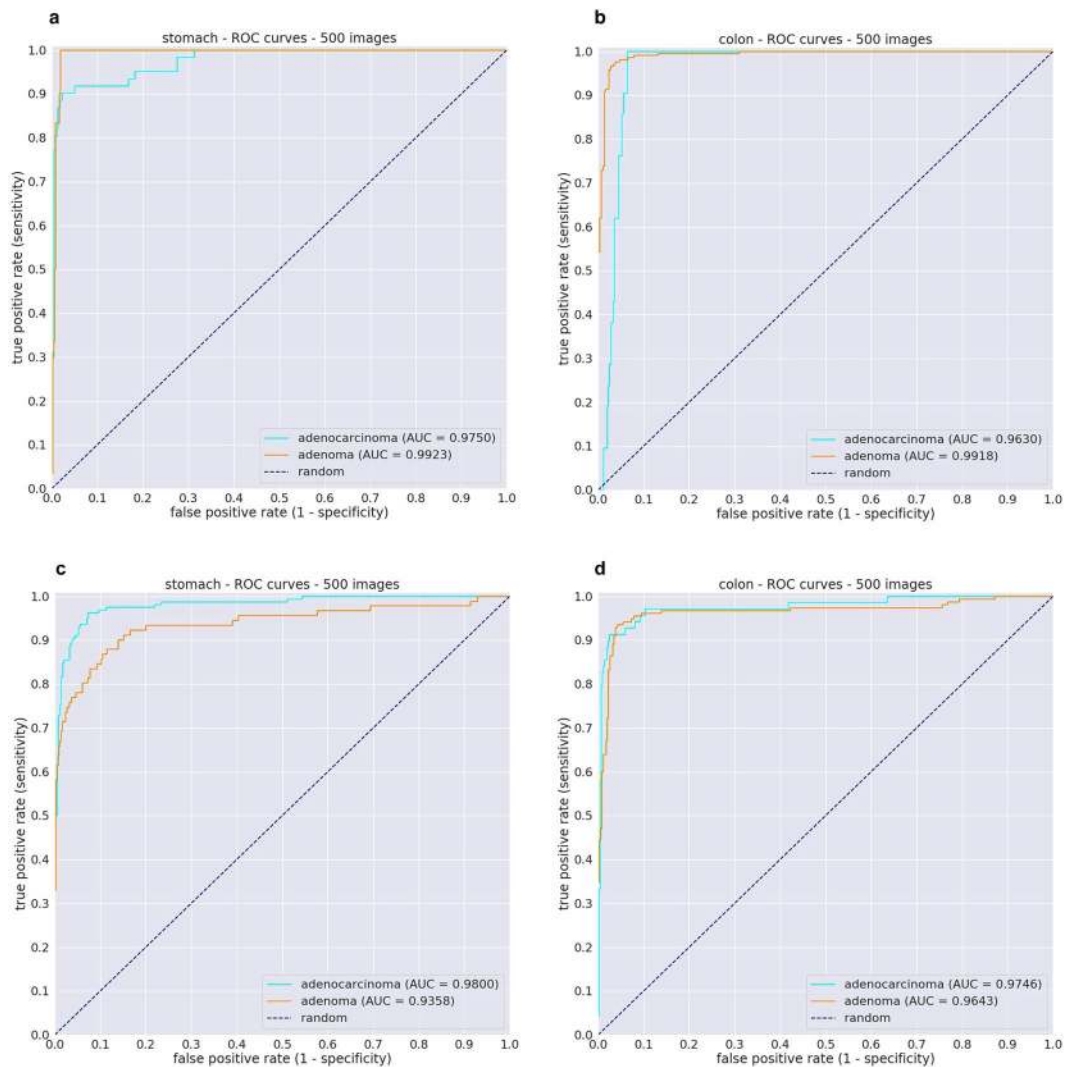 a
stomach - ROC curves - 500 images
1.0
0.9
0.8
0.7
0.6
0.5
0.4
0.3
0.2
0.1
0.0
true positive rate (sensitivity)
adenocarcinoma (AUC = 0.9750)
adenoma (AUC = 0.9923)
random
0.0 0.1 0.2 0.3 0.4 0.5 0.6 0.7 0.8 0.9 1.0
false positive rate (1 - specificity)
b
colon - ROC curves - 500 images
1.0
0.9
0.8
0.7
0.6
0.5
0.4
0.3
0.2
0.1
0.0
true positive rate (sensitivity)
adenocarcinoma (AUC = 0.9630)
adenoma (AUC = 0.9918)
random
0.0 0.1 0.2 0.3 0.4 0.5 0.6 0.7 0.8 0.9 1.0
false positive rate (1 - specificity)
c
stomach - ROC curves - 500 images
1.0
0.9
0.8
0.7
0.6
0.5
0.4
0.3
0.2
0.1
0.0
true positive rate (sensitivity)
adenocarcinoma (AUC = 0.9800)
adenoma (AUC = 0.9358)
random
0.0 0.1 0.2 0.3 0.4 0.5 0.6 0.7 0.8 0.9 1.0
false positive rate (1 - specificity)
d
colon - ROC curves - 500 images
1.0
0.9
0.8
0.7
0.6
0.5
0.4
0.3
0.2
0.1
0.0
true positive rate (sensitivity)
adenocarcinoma (AUC = 0.9746)
adenoma (AUC = 0.9643)
random
0.0 0.1 0.2 0.3 0.4 0.5 0.6 0.7 0.8 0.9 1.0
false positive rate (1 - specificity)